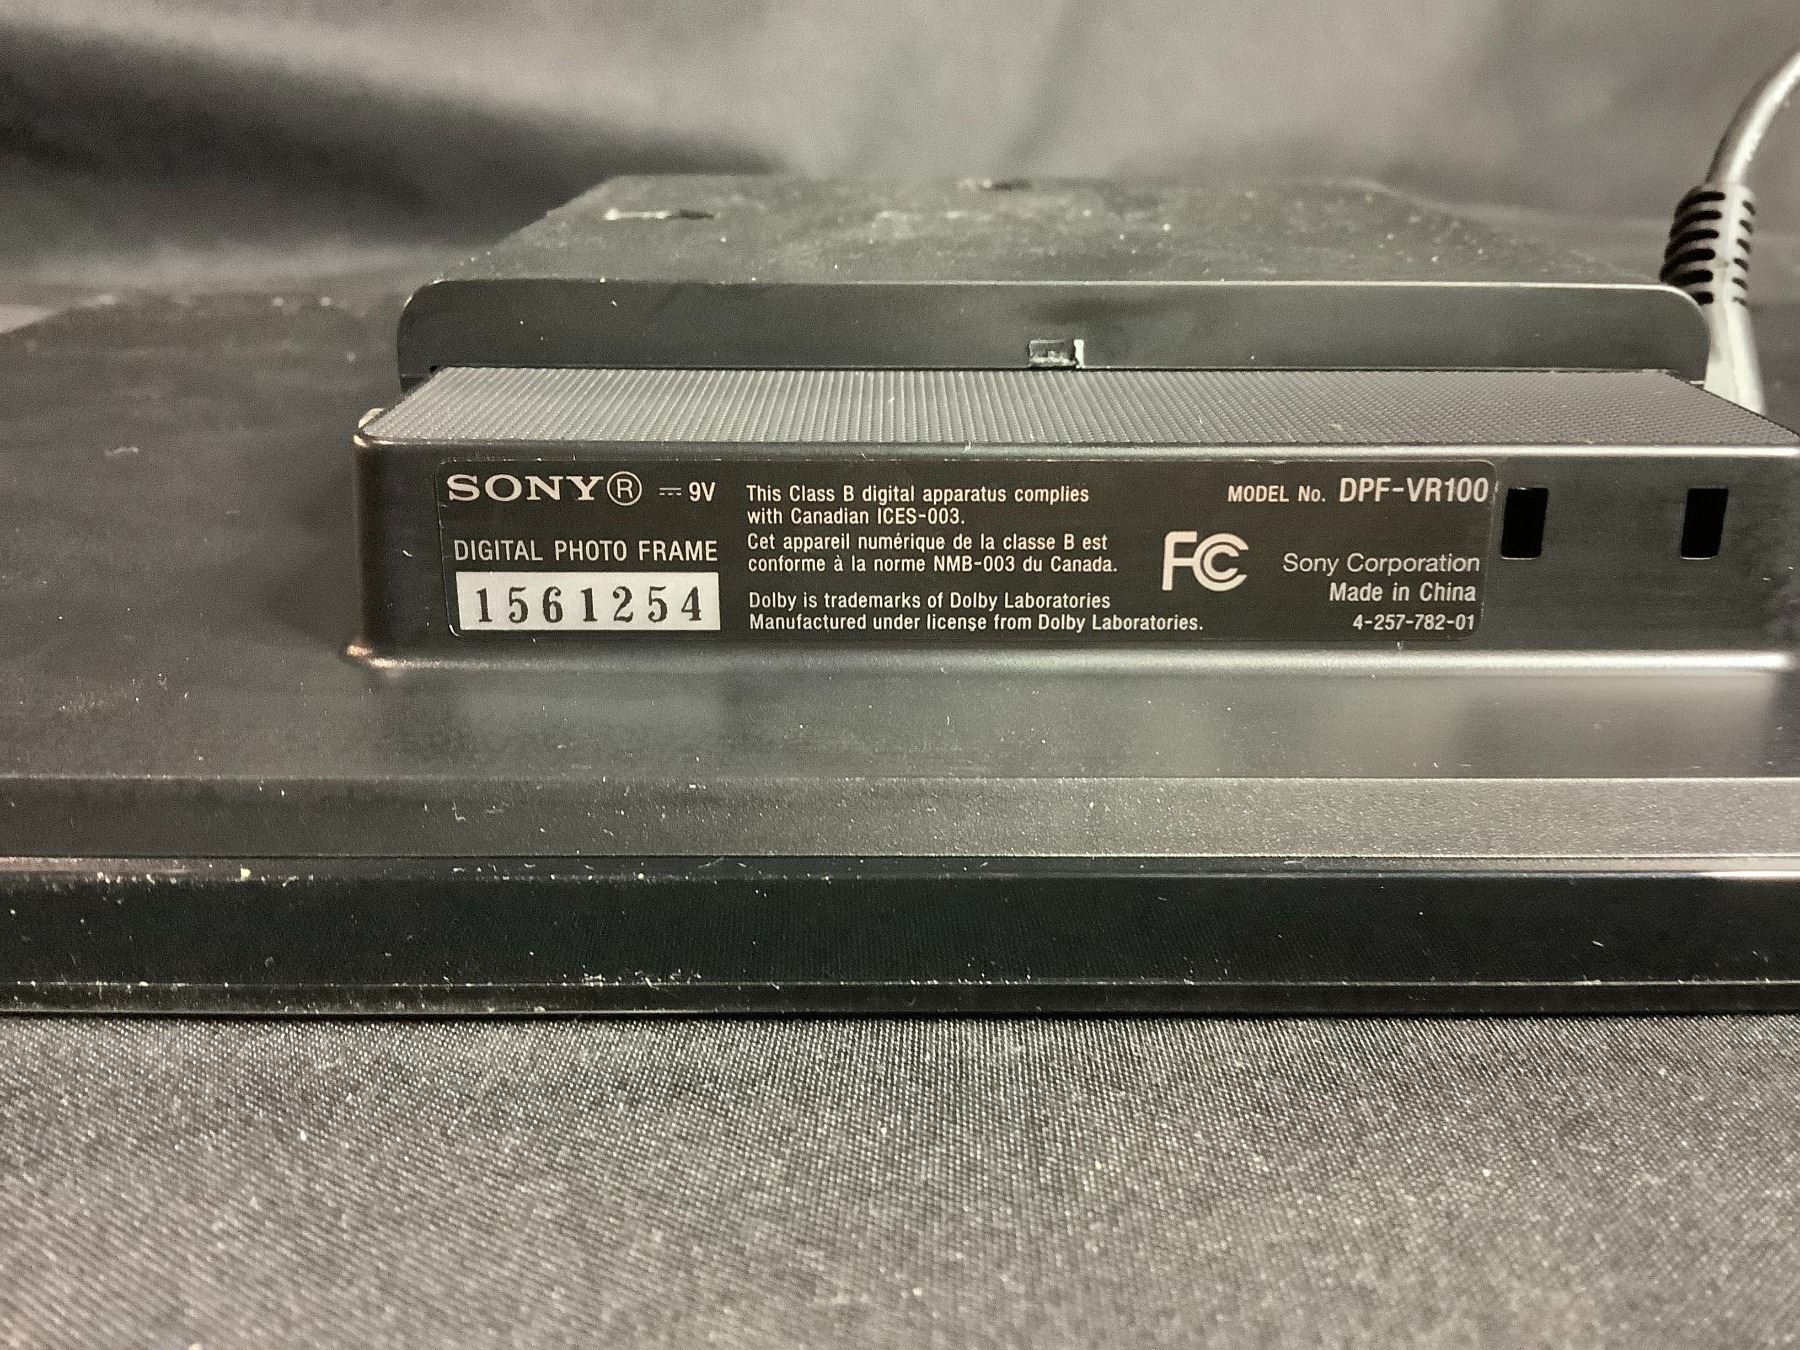 SONY® ⎓ 9V
DIGITAL PHOTO FRAME
1561254
This Class B digital apparatus complies
with Canadian ICES-003.
Cet appareil numérique de la classe B est
conforme à la norme NMB-003 du Canada.
Dolby is trademarks of Dolby Laboratories
Manufactured under license from Dolby Laboratories.
FC
MODEL No. DPF-VR100
Sony Corporation
Made in China
4-257-782-01